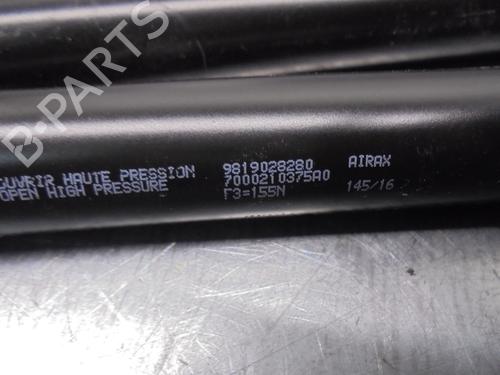 OUVRIR HAUTE PRESSION
OPEN HIGH PRESSURE
9819028280
7000210375A0
F3=155N
AIRAX
145/16
B-PARTS